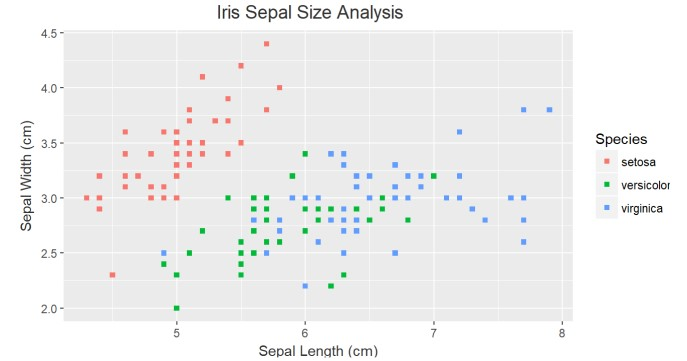 Iris Sepal Size Analysis
Sepal Width (cm)
4.5
4.0
3.5
3.0
2.5
2.0
5
6
7
8
Sepal Length (cm)
Species
setosa
versicolor
virginica